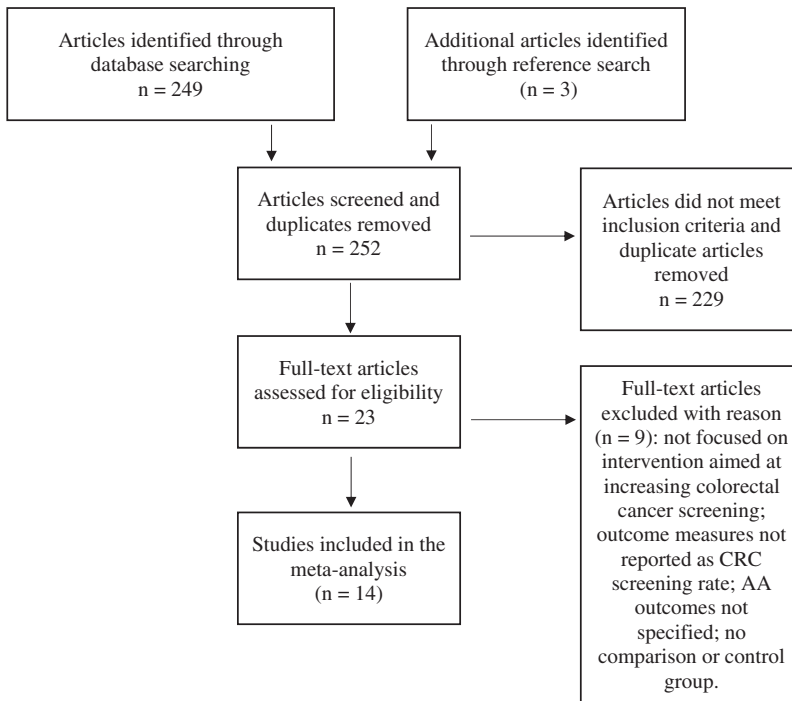 Articles identified through
database searching
n = 249
Additional articles identified
through reference search
(n = 3)
Articles screened and
duplicates removed
n = 252
Articles did not meet
inclusion criteria and
duplicate articles
removed
n = 229
Full-text articles
assessed for eligibility
n = 23
Full-text articles
excluded with reason
(n = 9): not focused on
intervention aimed at
increasing colorectal
cancer screening;
outcome measures not
reported as CRC
screening rate; AA
outcomes not
specified; no
comparison or control
group.
Studies included in the
meta-analysis
(n = 14)